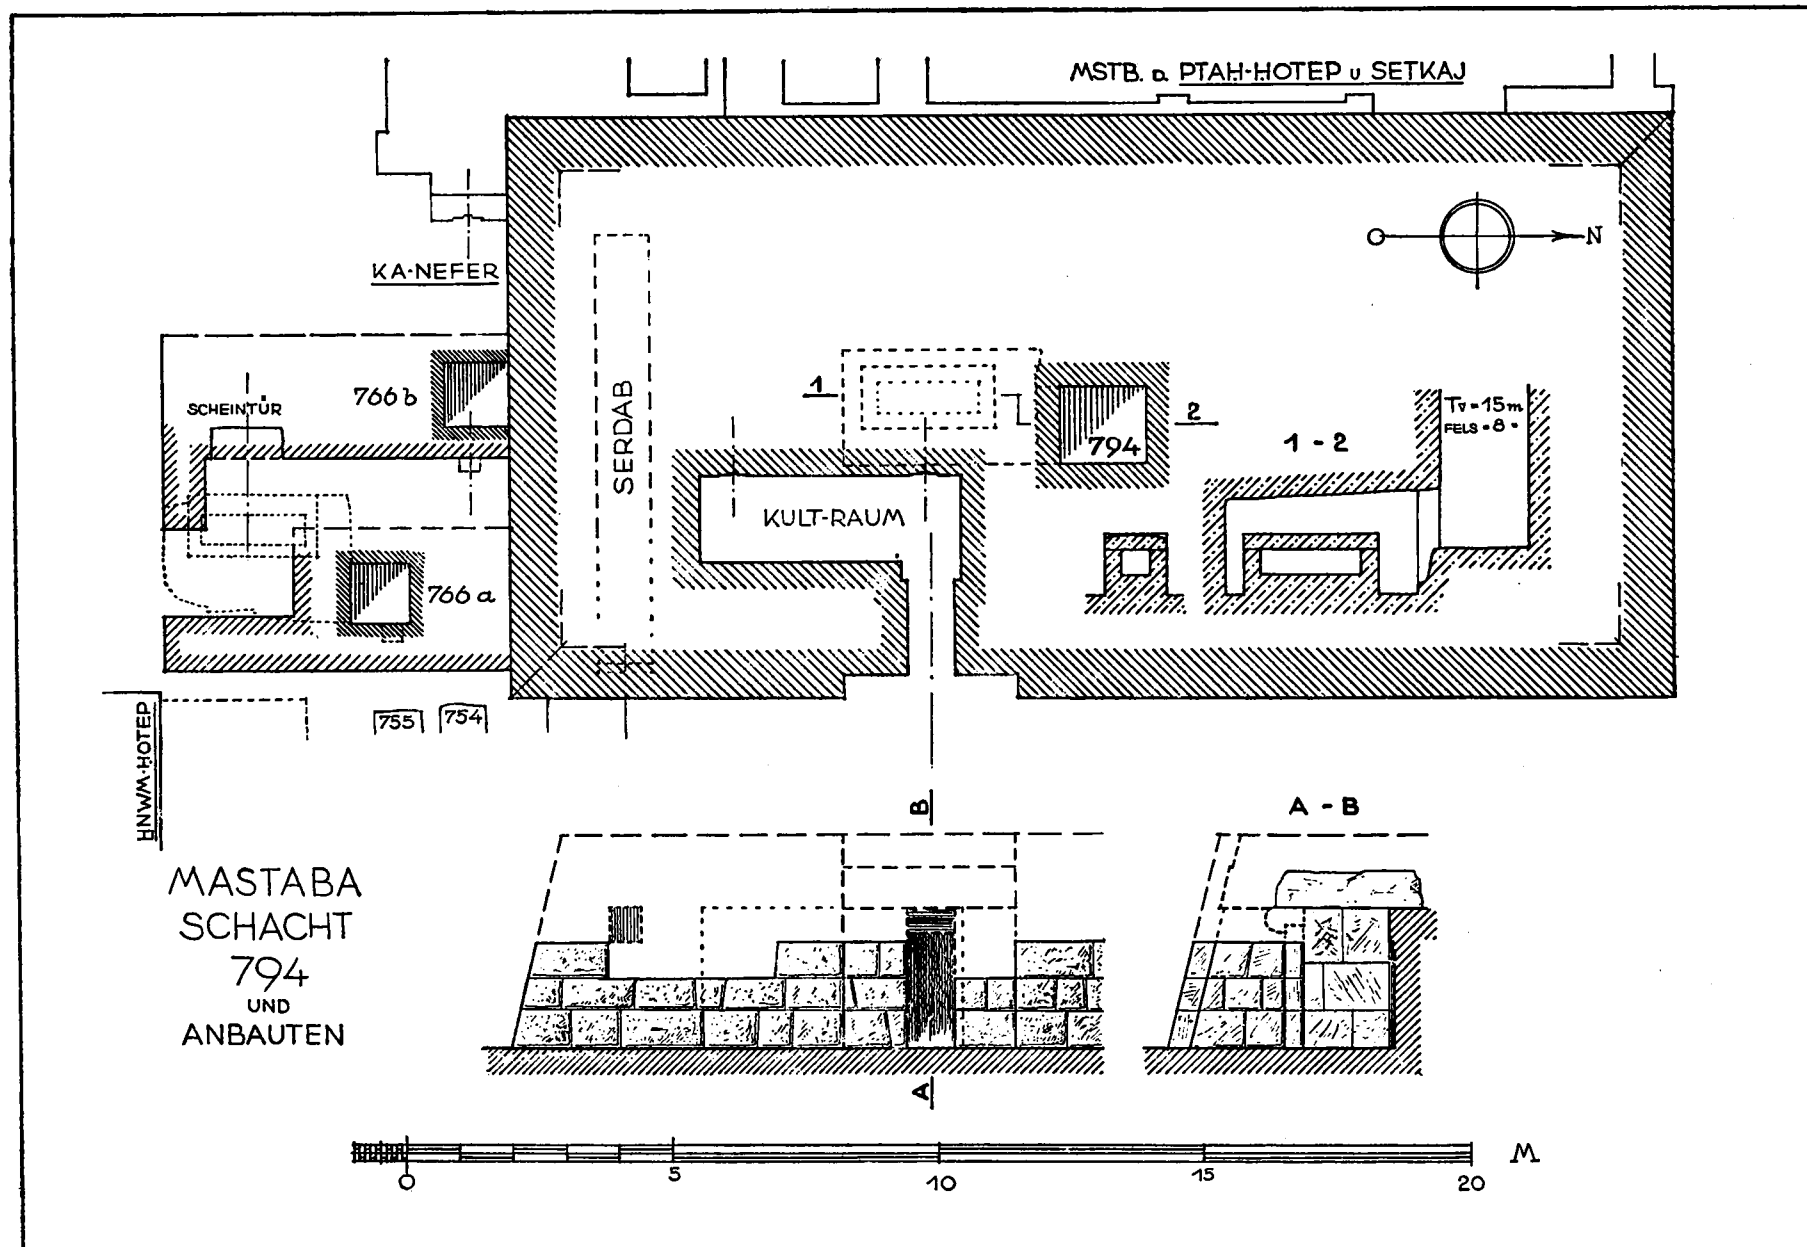 MSTB. D. PTAH-HOTEP U SETKAJ
N
KA-NEFER
766 b
SCHEINTÜR
SERDAB
1
2
794
Tv = 15 m
FELS = 8 "
1 - 2
KULT-RAUM
766 a
755
754
ḤNWM-HOTEP
B
A - B
MASTABA
SCHACHT
794
UND
ANBAUTEN
A
M
0 5 10 15 20